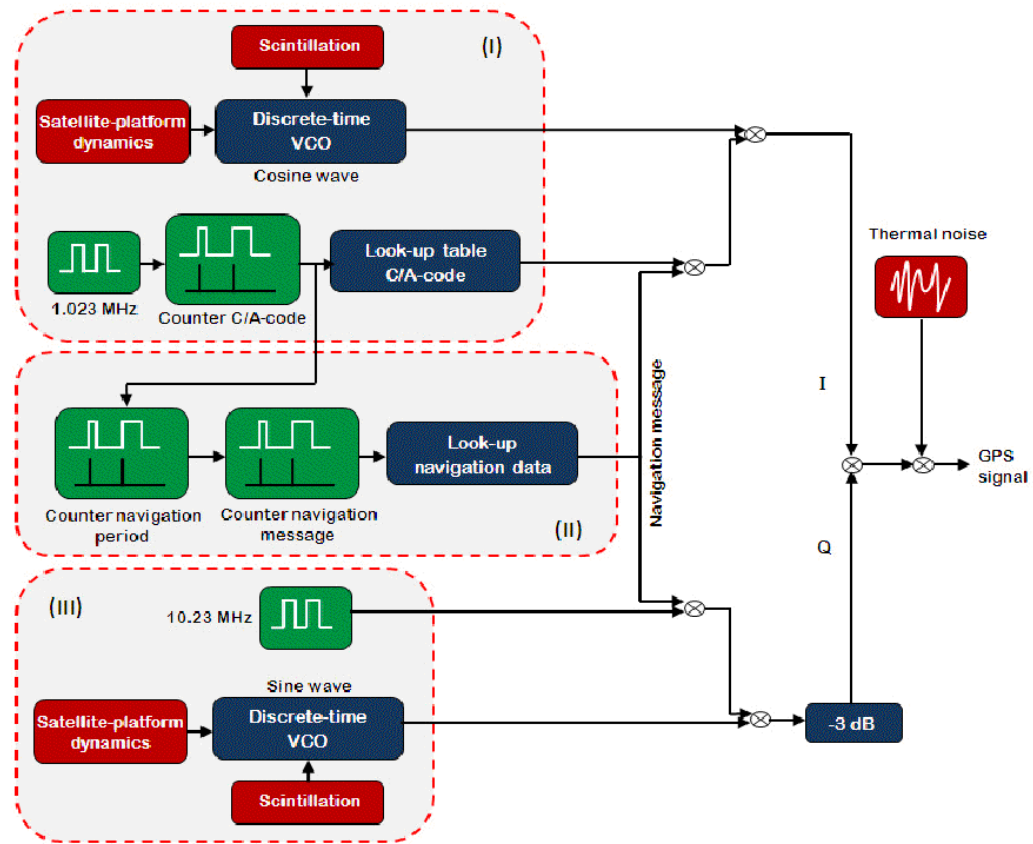 Scintillation
(I)
Satellite-platform
dynamics
Discrete-time
VCO
Cosine wave
1.023 MHz
Counter C/A-code
Look-up table
C/A-code
Thermal noise
Navigation message
I
Counter navigation
period
Counter navigation
message
Look-up
navigation data
(II)
GPS
signal
Q
(III)
10.23 MHz
Sine wave
Satellite-platform
dynamics
Discrete-time
VCO
-3 dB
Scintillation